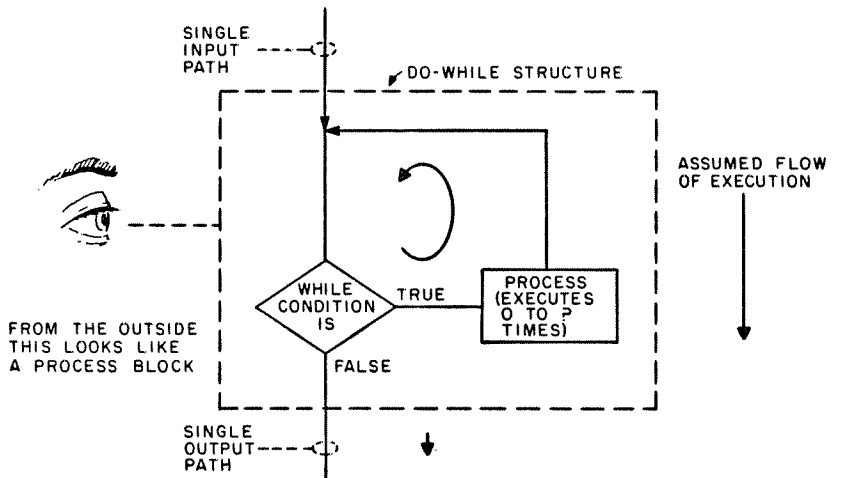 SINGLE
INPUT
PATH
DO-WHILE STRUCTURE
ASSUMED FLOW
OF EXECUTION
WHILE
CONDITION
IS
TRUE
PROCESS
(EXECUTES
0 TO ?
TIMES)
FROM THE OUTSIDE
THIS LOOKS LIKE
A PROCESS BLOCK
FALSE
SINGLE
OUTPUT
PATH